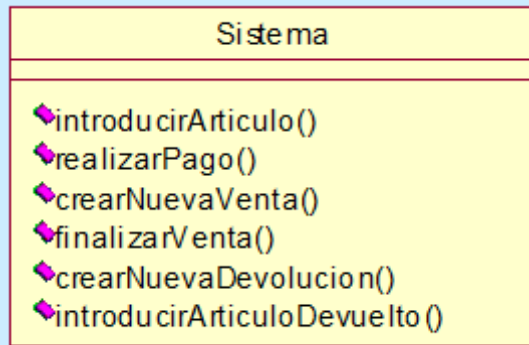 Sistema
introducirArticulo()
realizarPago()
crearNuevaVenta()
finalizarVenta()
crearNuevaDevolucion()
introducirArticuloDevuelto()